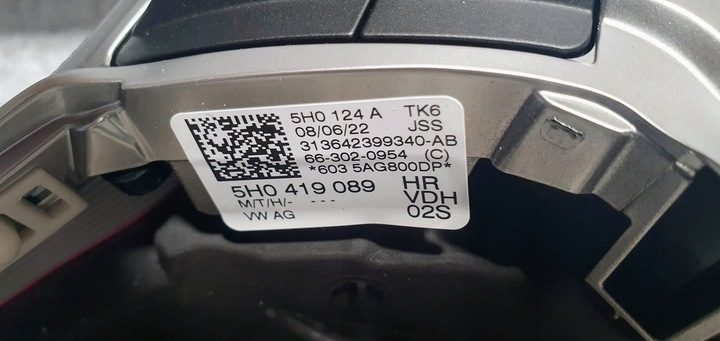 5H0 124 A TK6
08/06/22 JSS
313642399340-AB
66-302-0954 (C)
*603 5AG800DP*
5H0 419 089 HR
M/T/H/- --- VDH
VW AG 02S